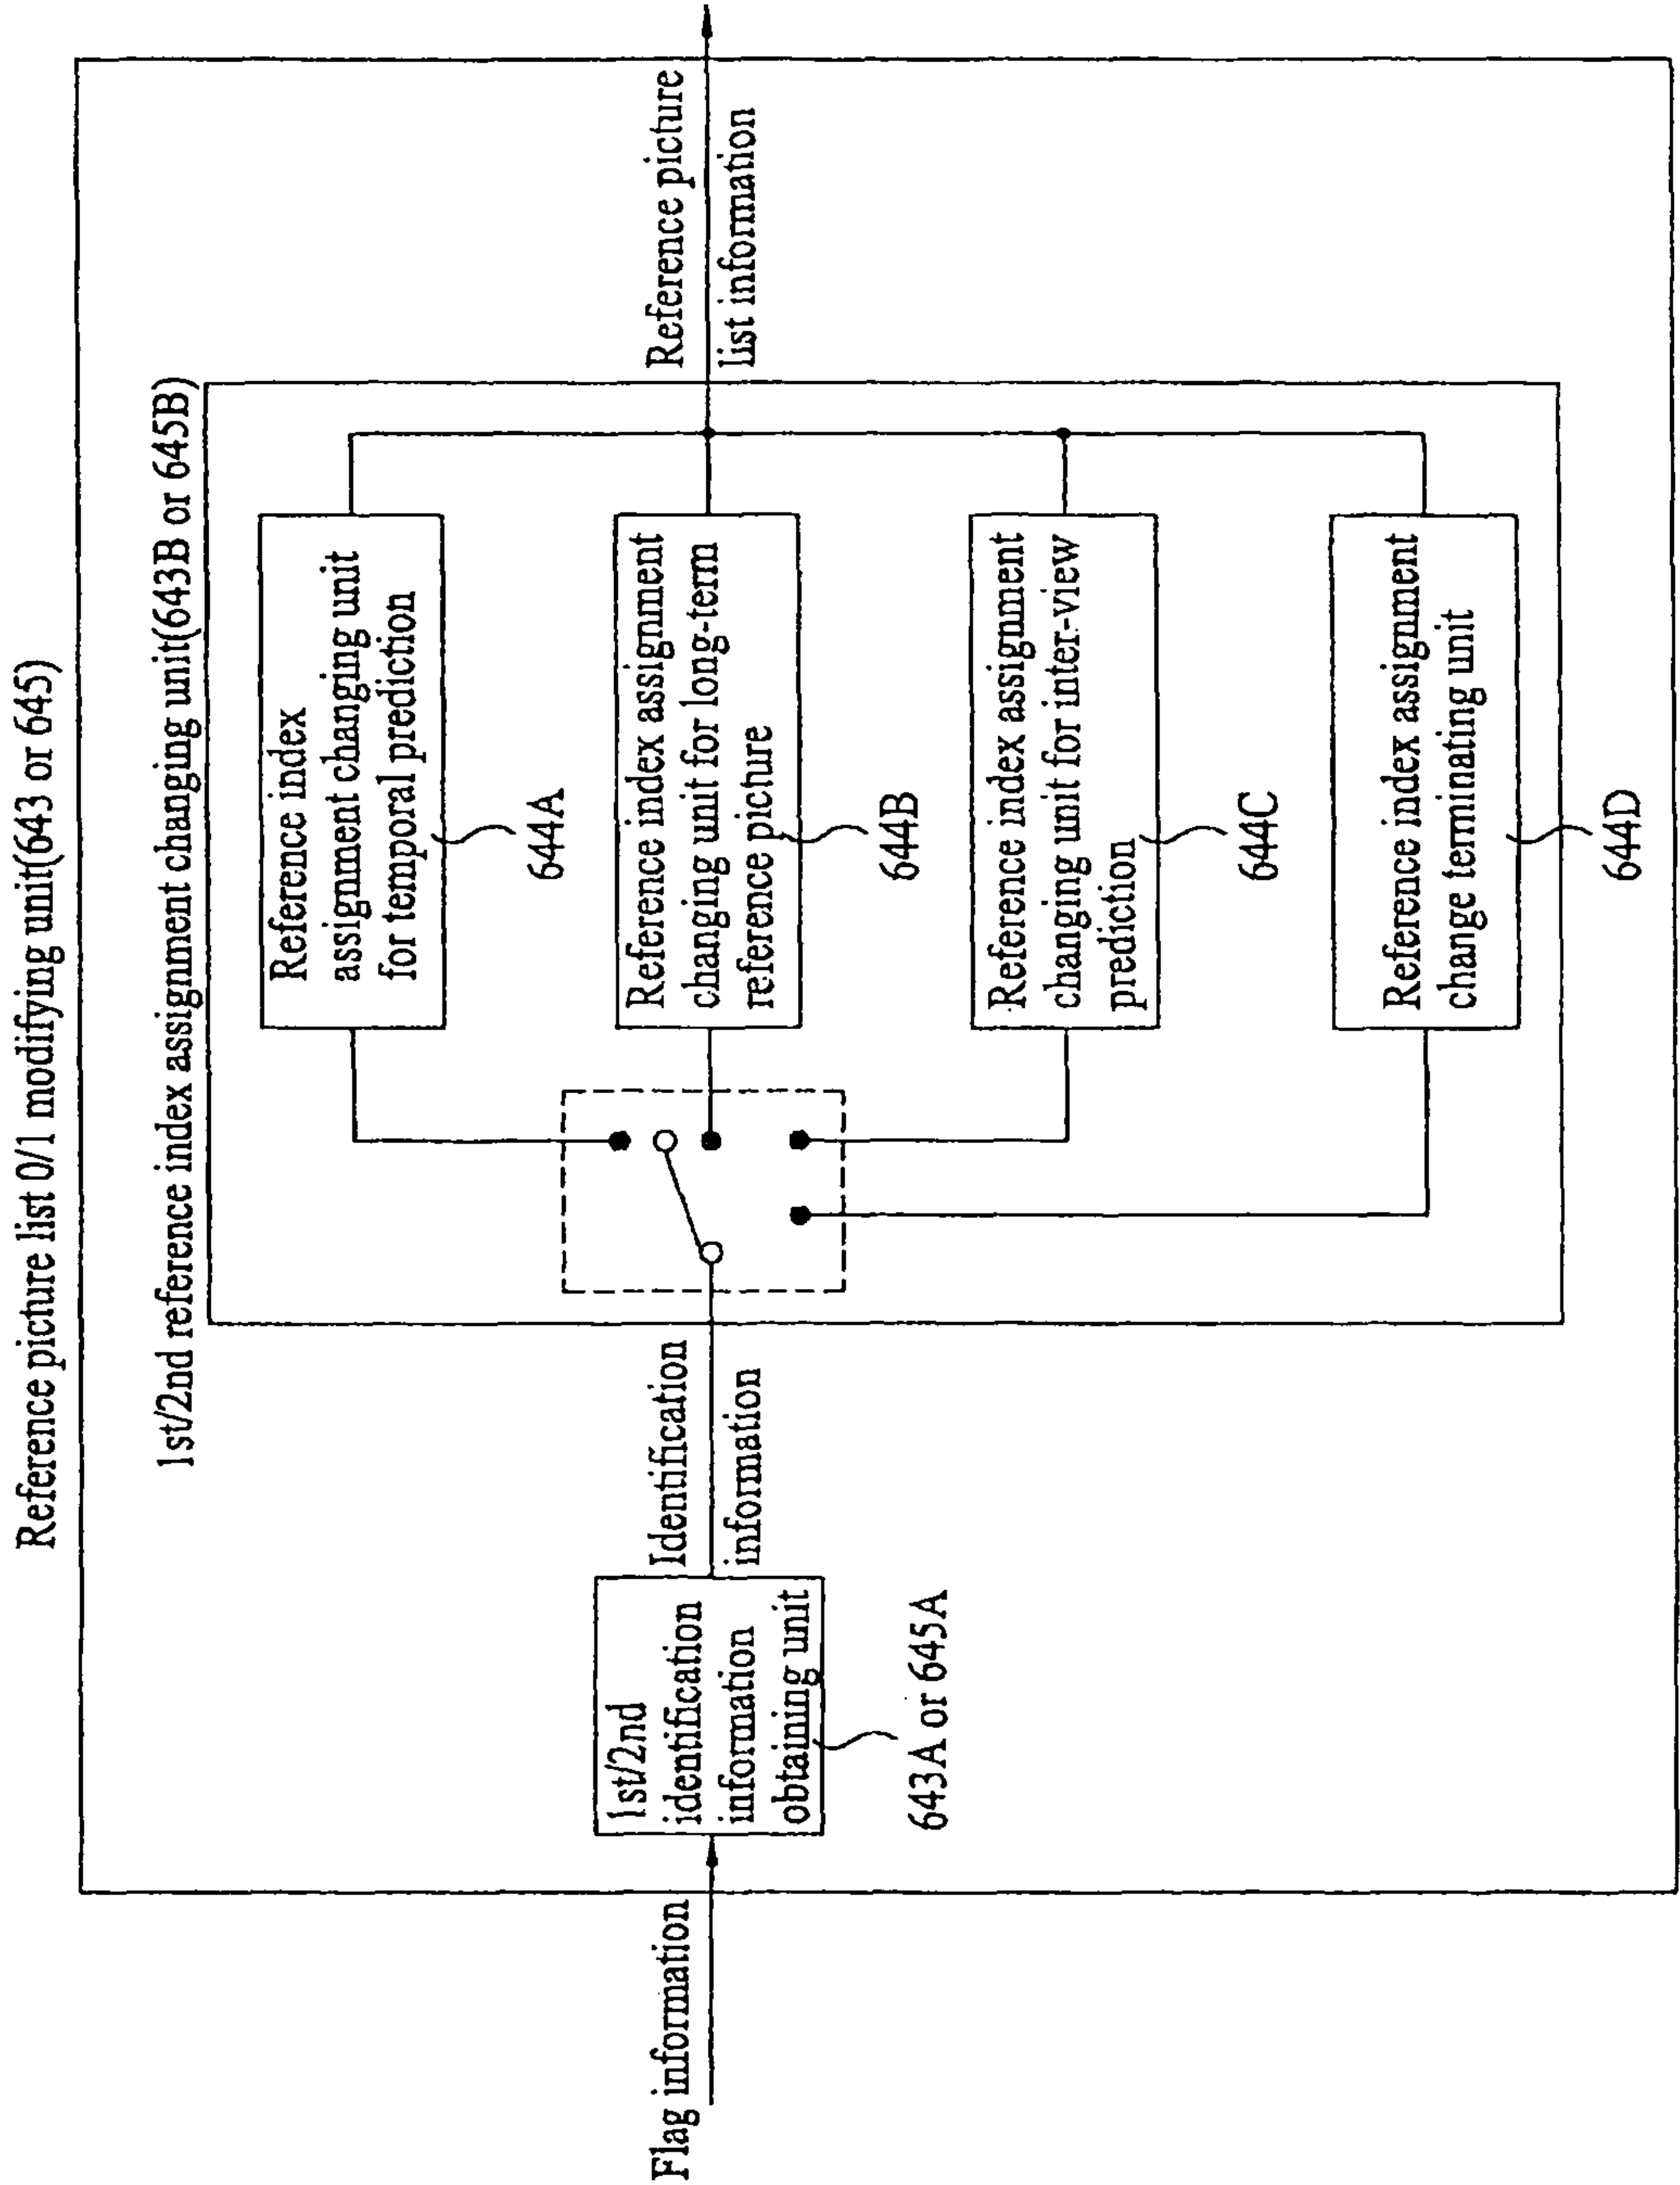 Reference picture list 0/1 modifying unit(643 or 645)
1st/2nd reference index assignment changing unit(643B or 645B)
Flag information
1st/2nd
identification
information
obtaining unit
643A or 645A
Identification
information
Reference index
assignment changing unit
for temporal prediction
644A
Reference index assignment
changing unit for long-term
reference picture
644B
Reference index assignment
changing unit for inter-view
prediction
644C
Reference index assignment
change terminating unit
644D
Reference picture
list information